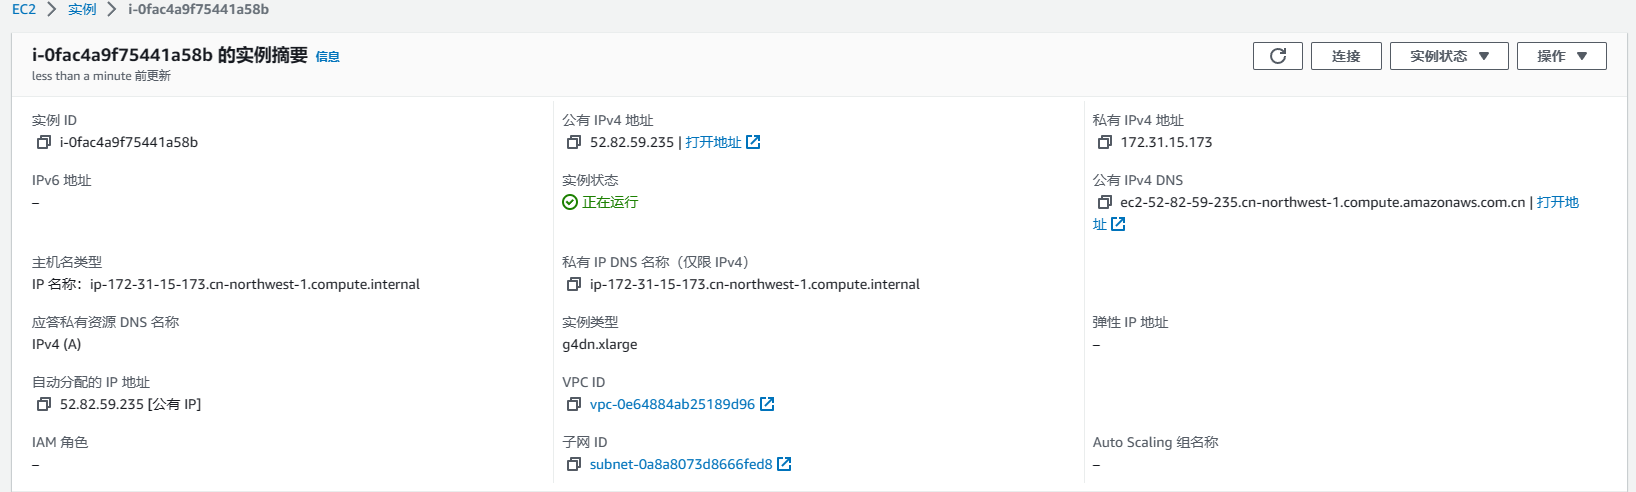 EC2 > 实例 > i-0fac4a9f75441a58b
i-0fac4a9f75441a58b 的实例摘要 信息
less than a minute 前更新
连接
实例状态
操作
实例 ID
i-0fac4a9f75441a58b
公有 IPv4 地址
52.82.59.235 | 打开地址
私有 IPv4 地址
172.31.15.173
IPv6 地址
–
实例状态
正在运行
公有 IPv4 DNS
ec2-52-82-59-235.cn-northwest-1.compute.amazonaws.com.cn | 打开地
址
主机名类型
IP 名称：ip-172-31-15-173.cn-northwest-1.compute.internal
私有 IP DNS 名称（仅限 IPv4）
ip-172-31-15-173.cn-northwest-1.compute.internal
应答私有资源 DNS 名称
IPv4 (A)
实例类型
g4dn.xlarge
弹性 IP 地址
–
自动分配的 IP 地址
52.82.59.235 [公有 IP]
VPC ID
vpc-0e64884ab25189d96
IAM 角色
–
子网 ID
subnet-0a8a8073d8666fed8
Auto Scaling 组名称
–